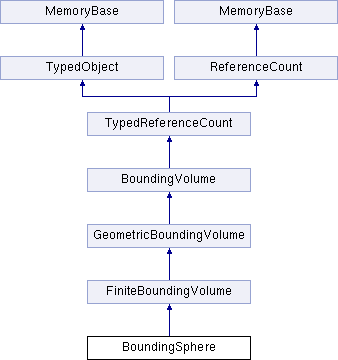 MemoryBase MemoryBase
TypedObject ReferenceCount
TypedReferenceCount
BoundingVolume
GeometricBoundingVolume
FiniteBoundingVolume
BoundingSphere